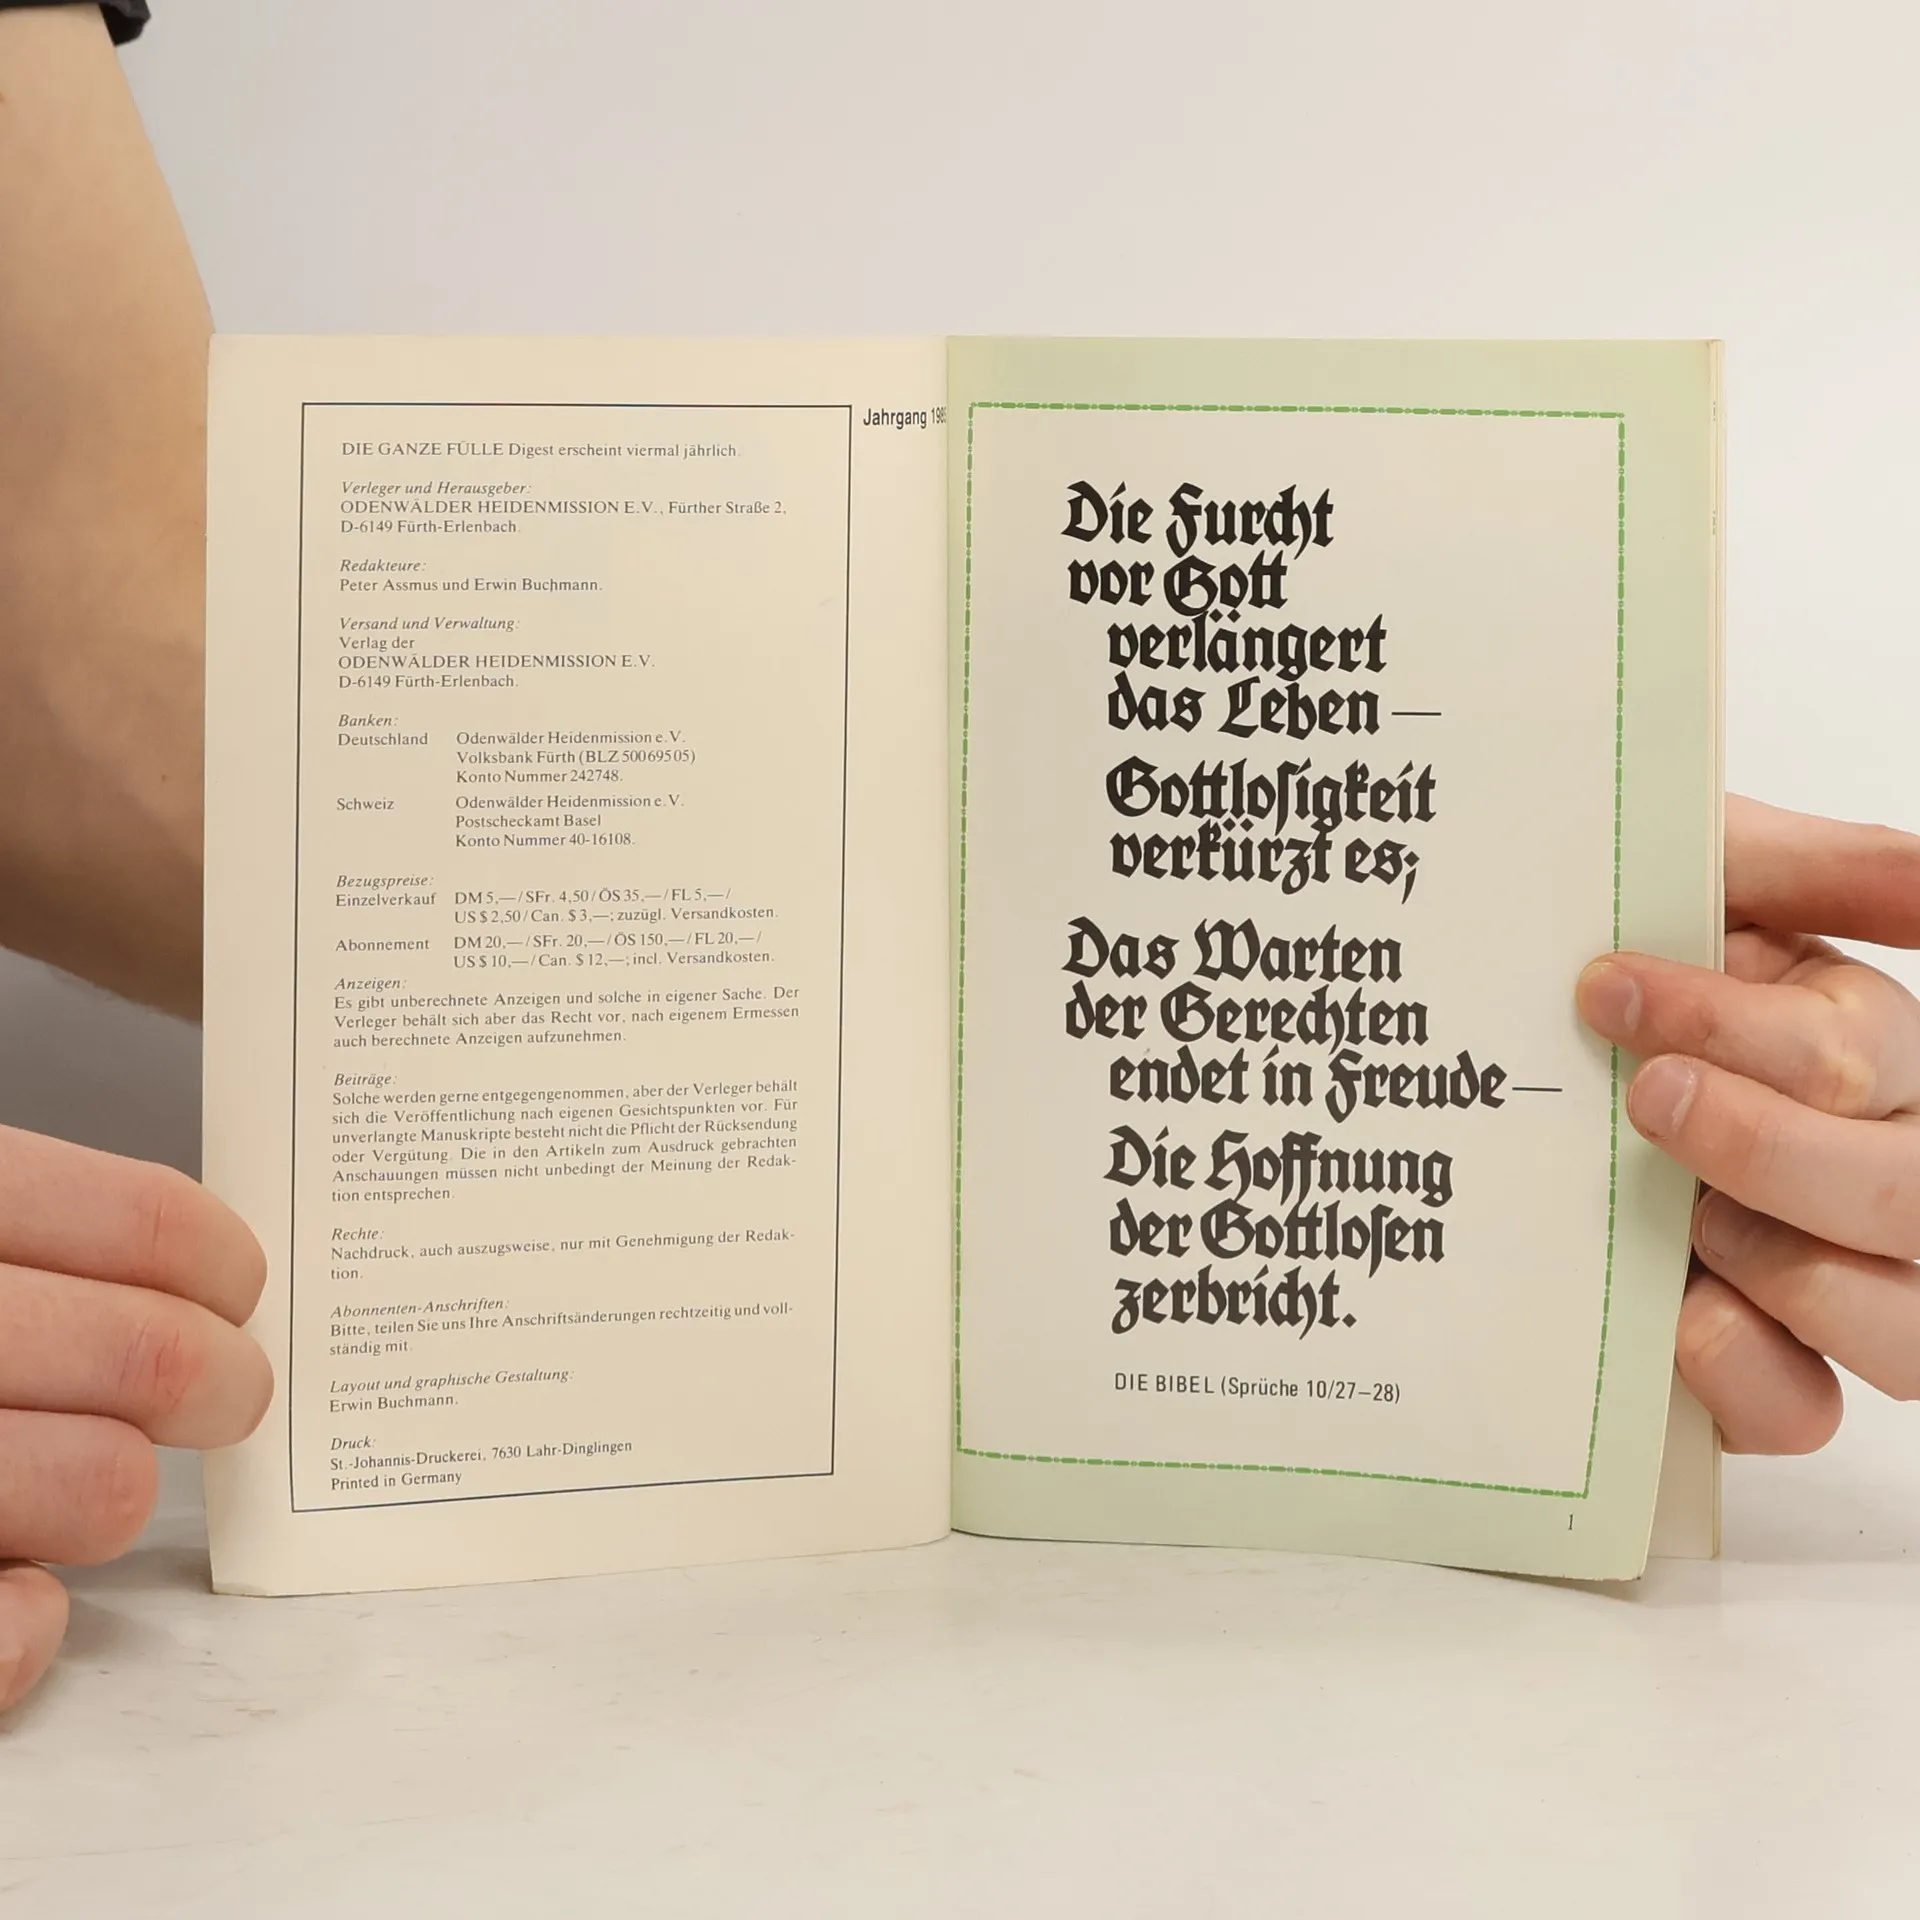 DIE GANZE FÜLLE Digest erscheint viermal jährlich.
Verleger und Herausgeber:
ODENWÄLDER HEIDENMISSION E.V., Fürther Straße 2,
D-6149 Fürth-Erlenbach.
Redakteure:
Peter Assmus und Erwin Buchmann.
Versand und Verwaltung:
Verlag der
ODENWÄLDER HEIDENMISSION E.V.
D-6149 Fürth-Erlenbach.
Banken:
Deutschland Odenwälder Heidenmission e.V.
Volksbank Fürth (BLZ 500 695 05)
Konto Nummer 242748.
Schweiz Odenwälder Heidenmission e.V.
Postscheckamt Basel
Konto Nummer 40-16108.
Bezugspreise:
Einzelverkauf DM 5,—/ SFr. 4,50 / ÖS 35,—/ FL 5,—/
US $ 2,50 / Can. $ 3,—; zuzügl. Versandkosten.
Abonnement DM 20,—/ SFr. 20,—/ ÖS 150,—/ FL 20,—/
US $ 10,—/ Can. $ 12,—; incl. Versandkosten.
Anzeigen:
Es gibt unberechnete Anzeigen und solche in eigener Sache. Der
Verleger behält sich aber das Recht vor, nach eigenem Ermessen
auch berechnete Anzeigen aufzunehmen.
Beiträge:
Solche werden gerne entgegengenommen, aber der Verleger behält
sich die Veröffentlichung nach eigenen Gesichtspunkten vor. Für
unverlangte Manuskripte besteht nicht die Pflicht der Rücksendung
oder Vergütung. Die in den Artikeln zum Ausdruck gebrachten
Anschauungen müssen nicht unbedingt der Meinung der Redak-
tion entsprechen.
Rechte:
Nachdruck, auch auszugsweise, nur mit Genehmigung der Redak-
tion.
Abonnenten-Anschriften:
Bitte, teilen Sie uns Ihre Anschriftsänderungen rechtzeitig und voll-
ständig mit.
Layout und graphische Gestaltung:
Erwin Buchmann.
Druck:
St.-Johannis-Druckerei, 7630 Lahr-Dinglingen
Printed in Germany
Jahrgang
Die Furcht
vor Gott
verlängert
das Leben —
Gottloſigkeit
verkürzt es;
Das Warten
der Gerechten
endet in Freude —
Die Hoffnung
der Gottloſen
zerbricht.
DIE BIBEL (Sprüche 10/27–28)
1